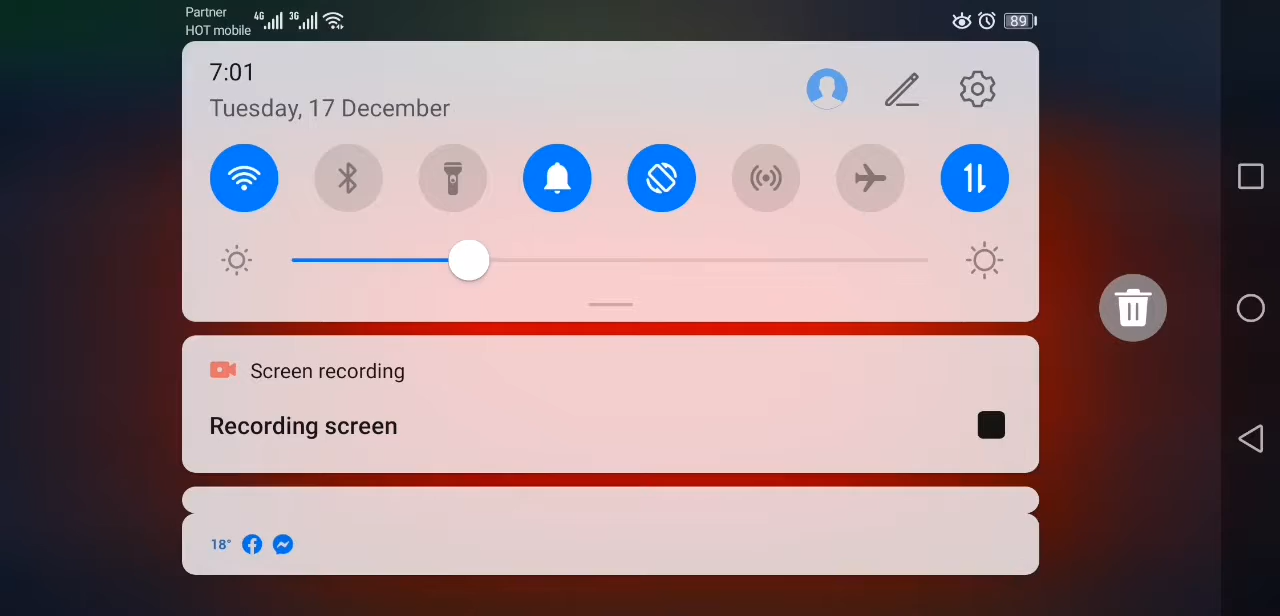 Partner
HOT mobile
4G
3G
89
7:01
Tuesday, 17 December
Screen recording
Recording screen
18°